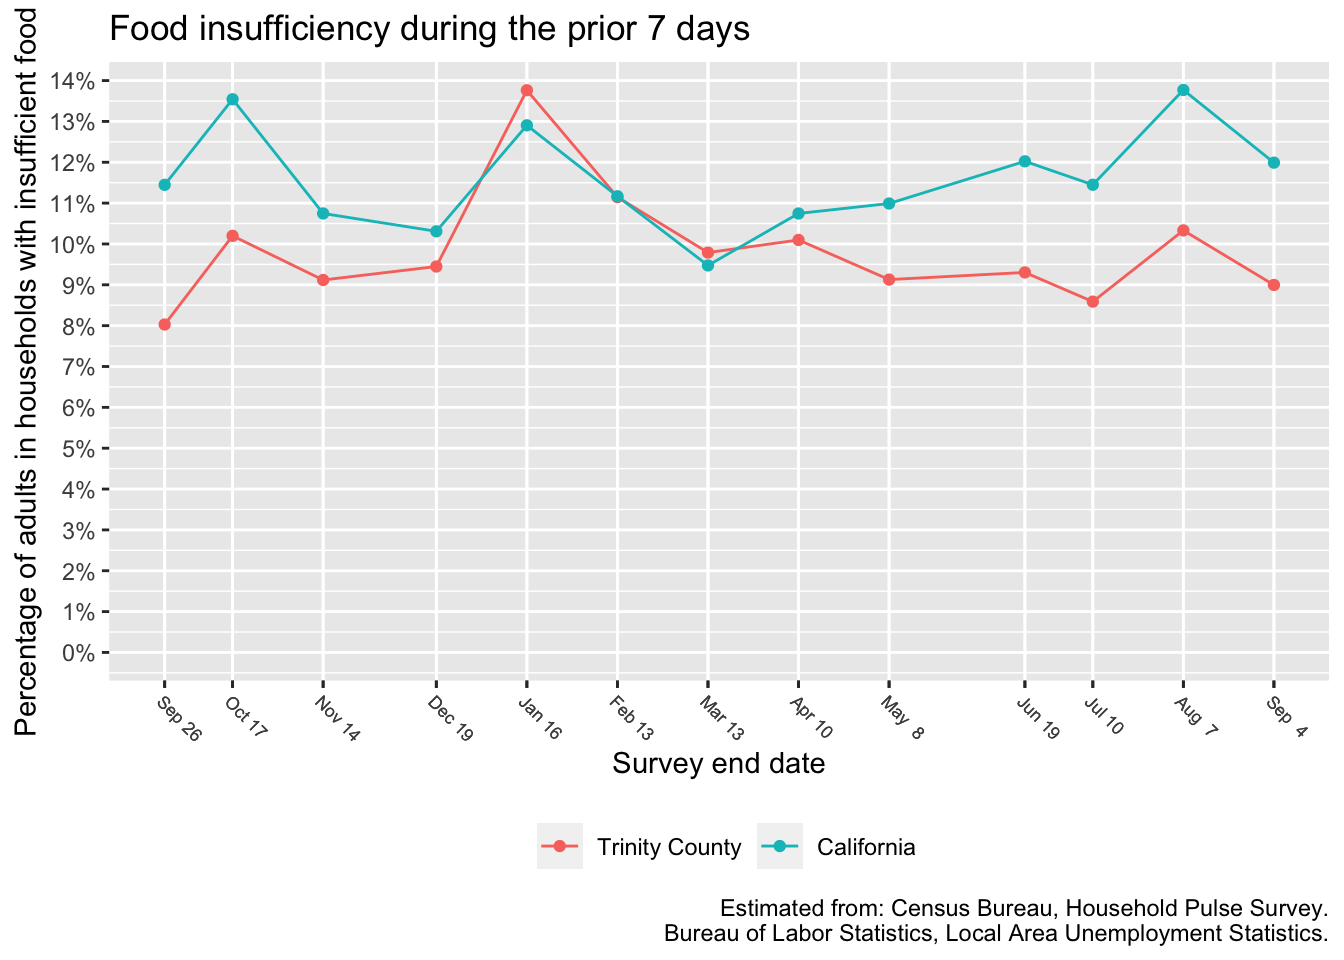 Food insufficiency during the prior 7 days
Percentage of adults in households with insufficient food
14%
13%
12%
11%
10%
9%
8%
7%
6%
5%
4%
3%
2%
1%
0%
Sep 26
Oct 17
Nov 14
Dec 19
Jan 16
Feb 13
Mar 13
Apr 10
May 8
Jun 19
Jul 10
Aug 7
Sep 4
Survey end date
Trinity County
California
Estimated from: Census Bureau, Household Pulse Survey.
Bureau of Labor Statistics, Local Area Unemployment Statistics.